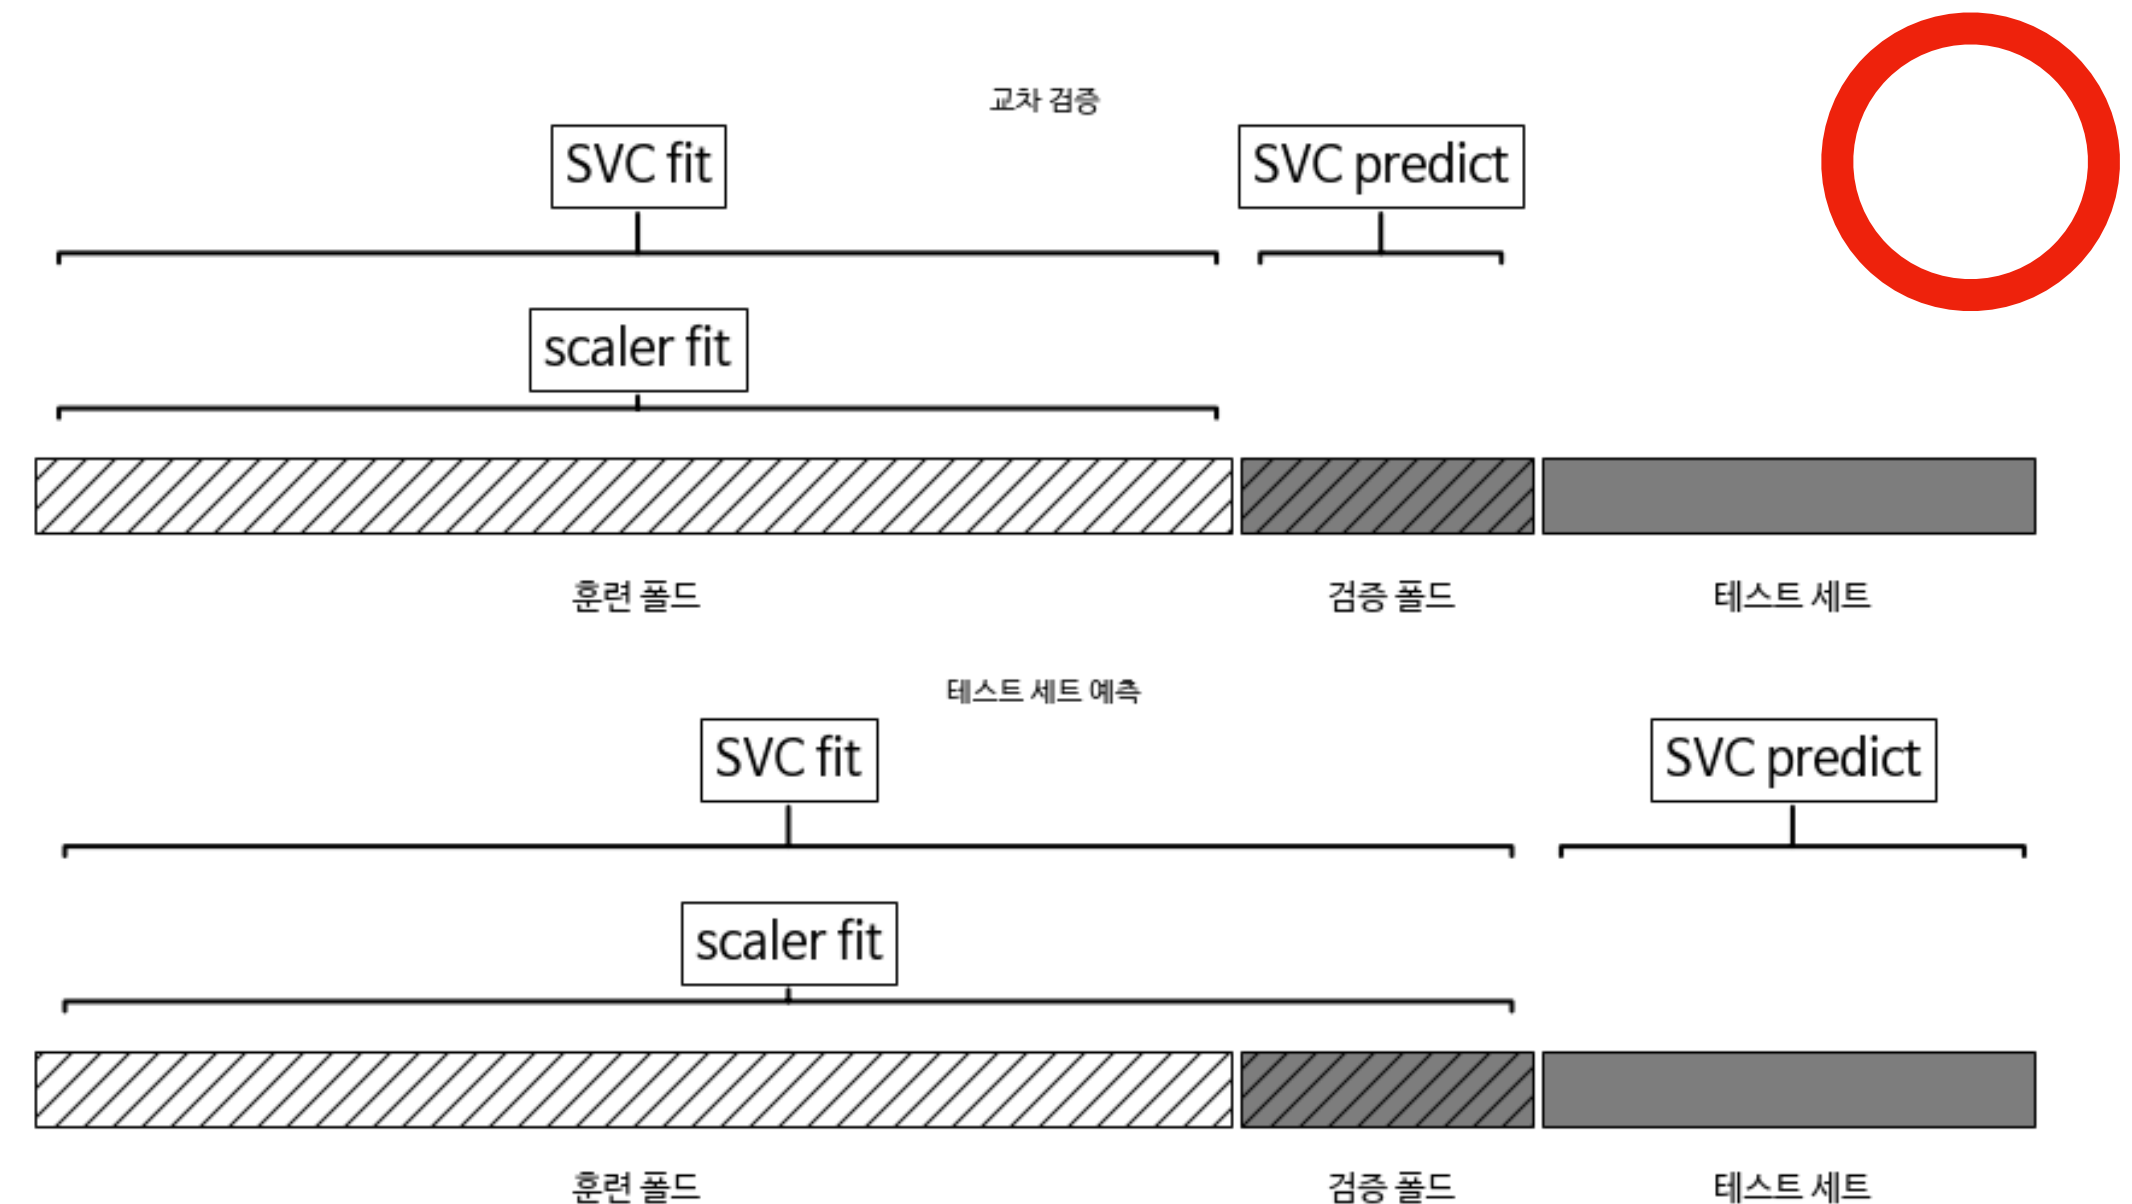 교차 검증
SVC fit
SVC predict
scaler fit
훈련 폴드
검증 폴드
테스트 세트
테스트 세트 예측
SVC fit
SVC predict
scaler fit
훈련 폴드
검증 폴드
테스트 세트